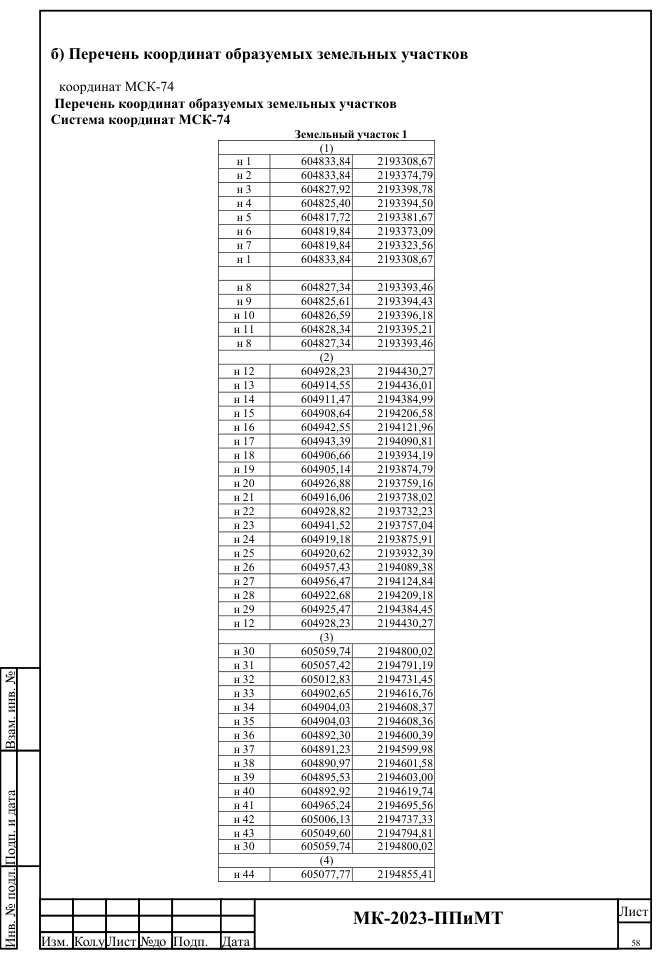 б) Перечень координат образуемых земельных участков
координат МСК-74
Перечень координат образуемых земельных участков
Система координат МСК-74
Земельный участок 1
(1)
н 1 604833,84 2193308,67
н 2 604833,84 2193374,79
н 3 604827,92 2193398,78
н 4 604825,40 2193394,50
н 5 604817,72 2193381,67
н 6 604819,84 2193373,09
н 7 604819,84 2193323,56
н 1 604833,84 2193308,67
н 8 604827,34 2193393,46
н 9 604825,61 2193394,43
н 10 604826,59 2193396,18
н 11 604828,34 2193395,21
н 8 604827,34 2193393,46
(2)
н 12 604928,23 2194430,27
н 13 604914,55 2194436,01
н 14 604911,47 2194384,99
н 15 604908,64 2194206,58
н 16 604942,55 2194121,96
н 17 604943,39 2194090,81
н 18 604906,66 2193934,19
н 19 604905,14 2193874,79
н 20 604926,88 2193759,16
н 21 604916,06 2193738,02
н 22 604928,82 2193732,23
н 23 604941,52 2193757,04
н 24 604919,18 2193875,91
н 25 604920,62 2193932,39
н 26 604957,43 2194089,38
н 27 604956,47 2194124,84
н 28 604922,68 2194209,18
н 29 604925,47 2194384,45
н 12 604928,23 2194430,27
(3)
н 30 605059,74 2194800,02
н 31 605057,42 2194791,19
н 32 605012,83 2194731,45
н 33 604902,65 2194616,76
н 34 604904,03 2194608,37
н 35 604904,03 2194608,36
н 36 604892,30 2194600,39
н 37 604891,23 2194599,98
н 38 604890,97 2194601,58
н 39 604895,53 2194603,00
н 40 604892,92 2194619,74
н 41 604965,24 2194695,56
н 42 605006,13 2194737,33
н 43 605049,60 2194794,81
н 30 605059,74 2194800,02
(4)
н 44 605077,77 2194855,41
Взам. инв. №
Подп. и дата
Инв. № подл.
МК-2023-ППиМТ
Лист
Изм. Кол.у Лист №до Подп. Дата
58